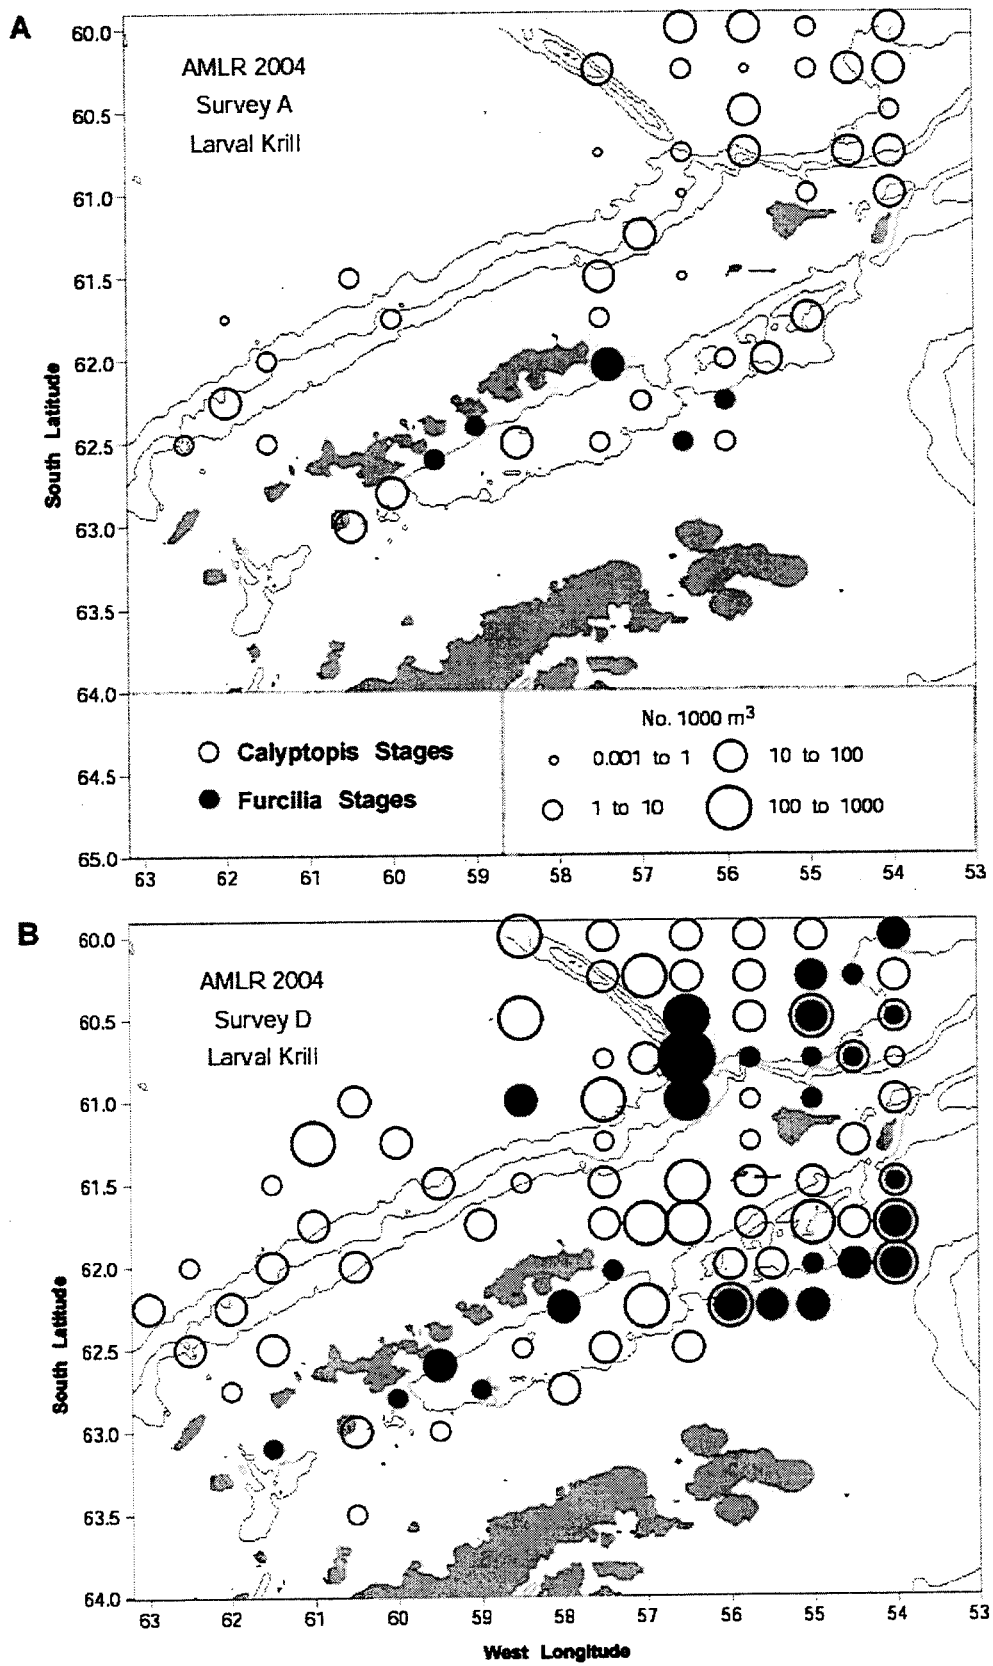 A
AMLR 2004
Survey A
Larval Krill
60.0
60.5
61.0
61.5
62.0
62.5
63.0
63.5
64.0
64.5
65.0
South Latitude
Calyptopis Stages
Furcilia Stages
No. 1000 m³
0.001 to 1
10 to 100
1 to 10
100 to 1000
63 62 61 60 59 58 57 56 55 54 53
B
AMLR 2004
Survey D
Larval Krill
60.0
60.5
61.0
61.5
62.0
62.5
63.0
63.5
64.0
South Latitude
63 62 61 60 59 58 57 56 55 54 53
West Longitude